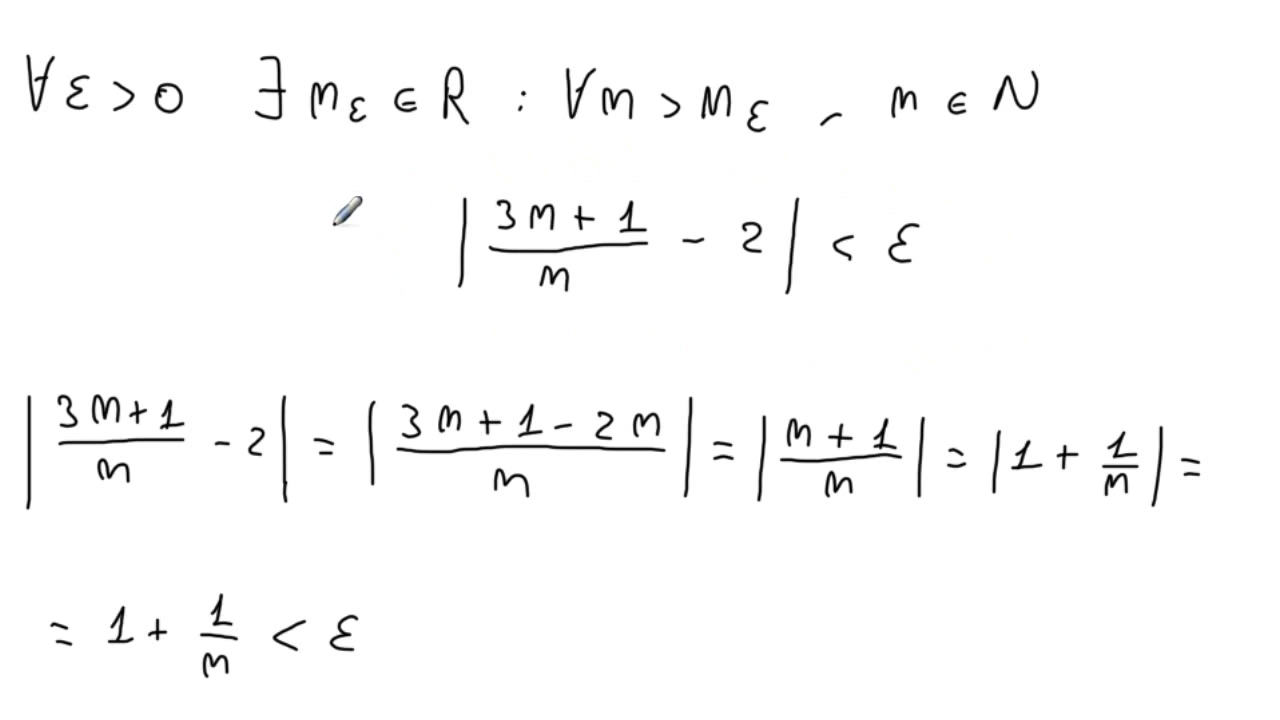 ∀ε>0 ∃ n_ε ∈ R : ∀n > n_ε, n ∈ N
|(3n + 1)/n - 2| < ε
|(3n+1)/n - 2| = |(3n + 1 - 2n)/n| = |(n + 1)/n| = |1 + 1/n| =
= 1 + 1/n < ε